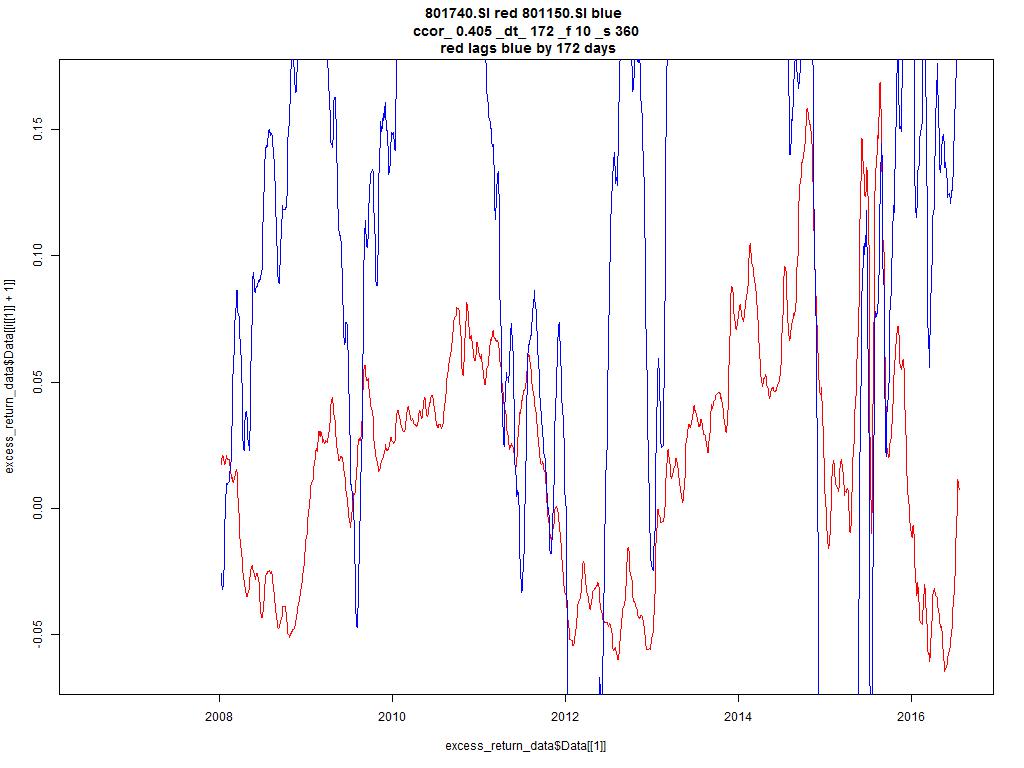 801740.SI red 801150.SI blue
ccor_ 0.405 _dt_ 172 _f 10 _s 360
red lags blue by 172 days
excess_return_data$Data[[i[[1]] + 1]]
0.15
0.10
0.05
0.00
-0.05
2008 2010 2012 2014 2016
excess_return_data$Data[[1]]